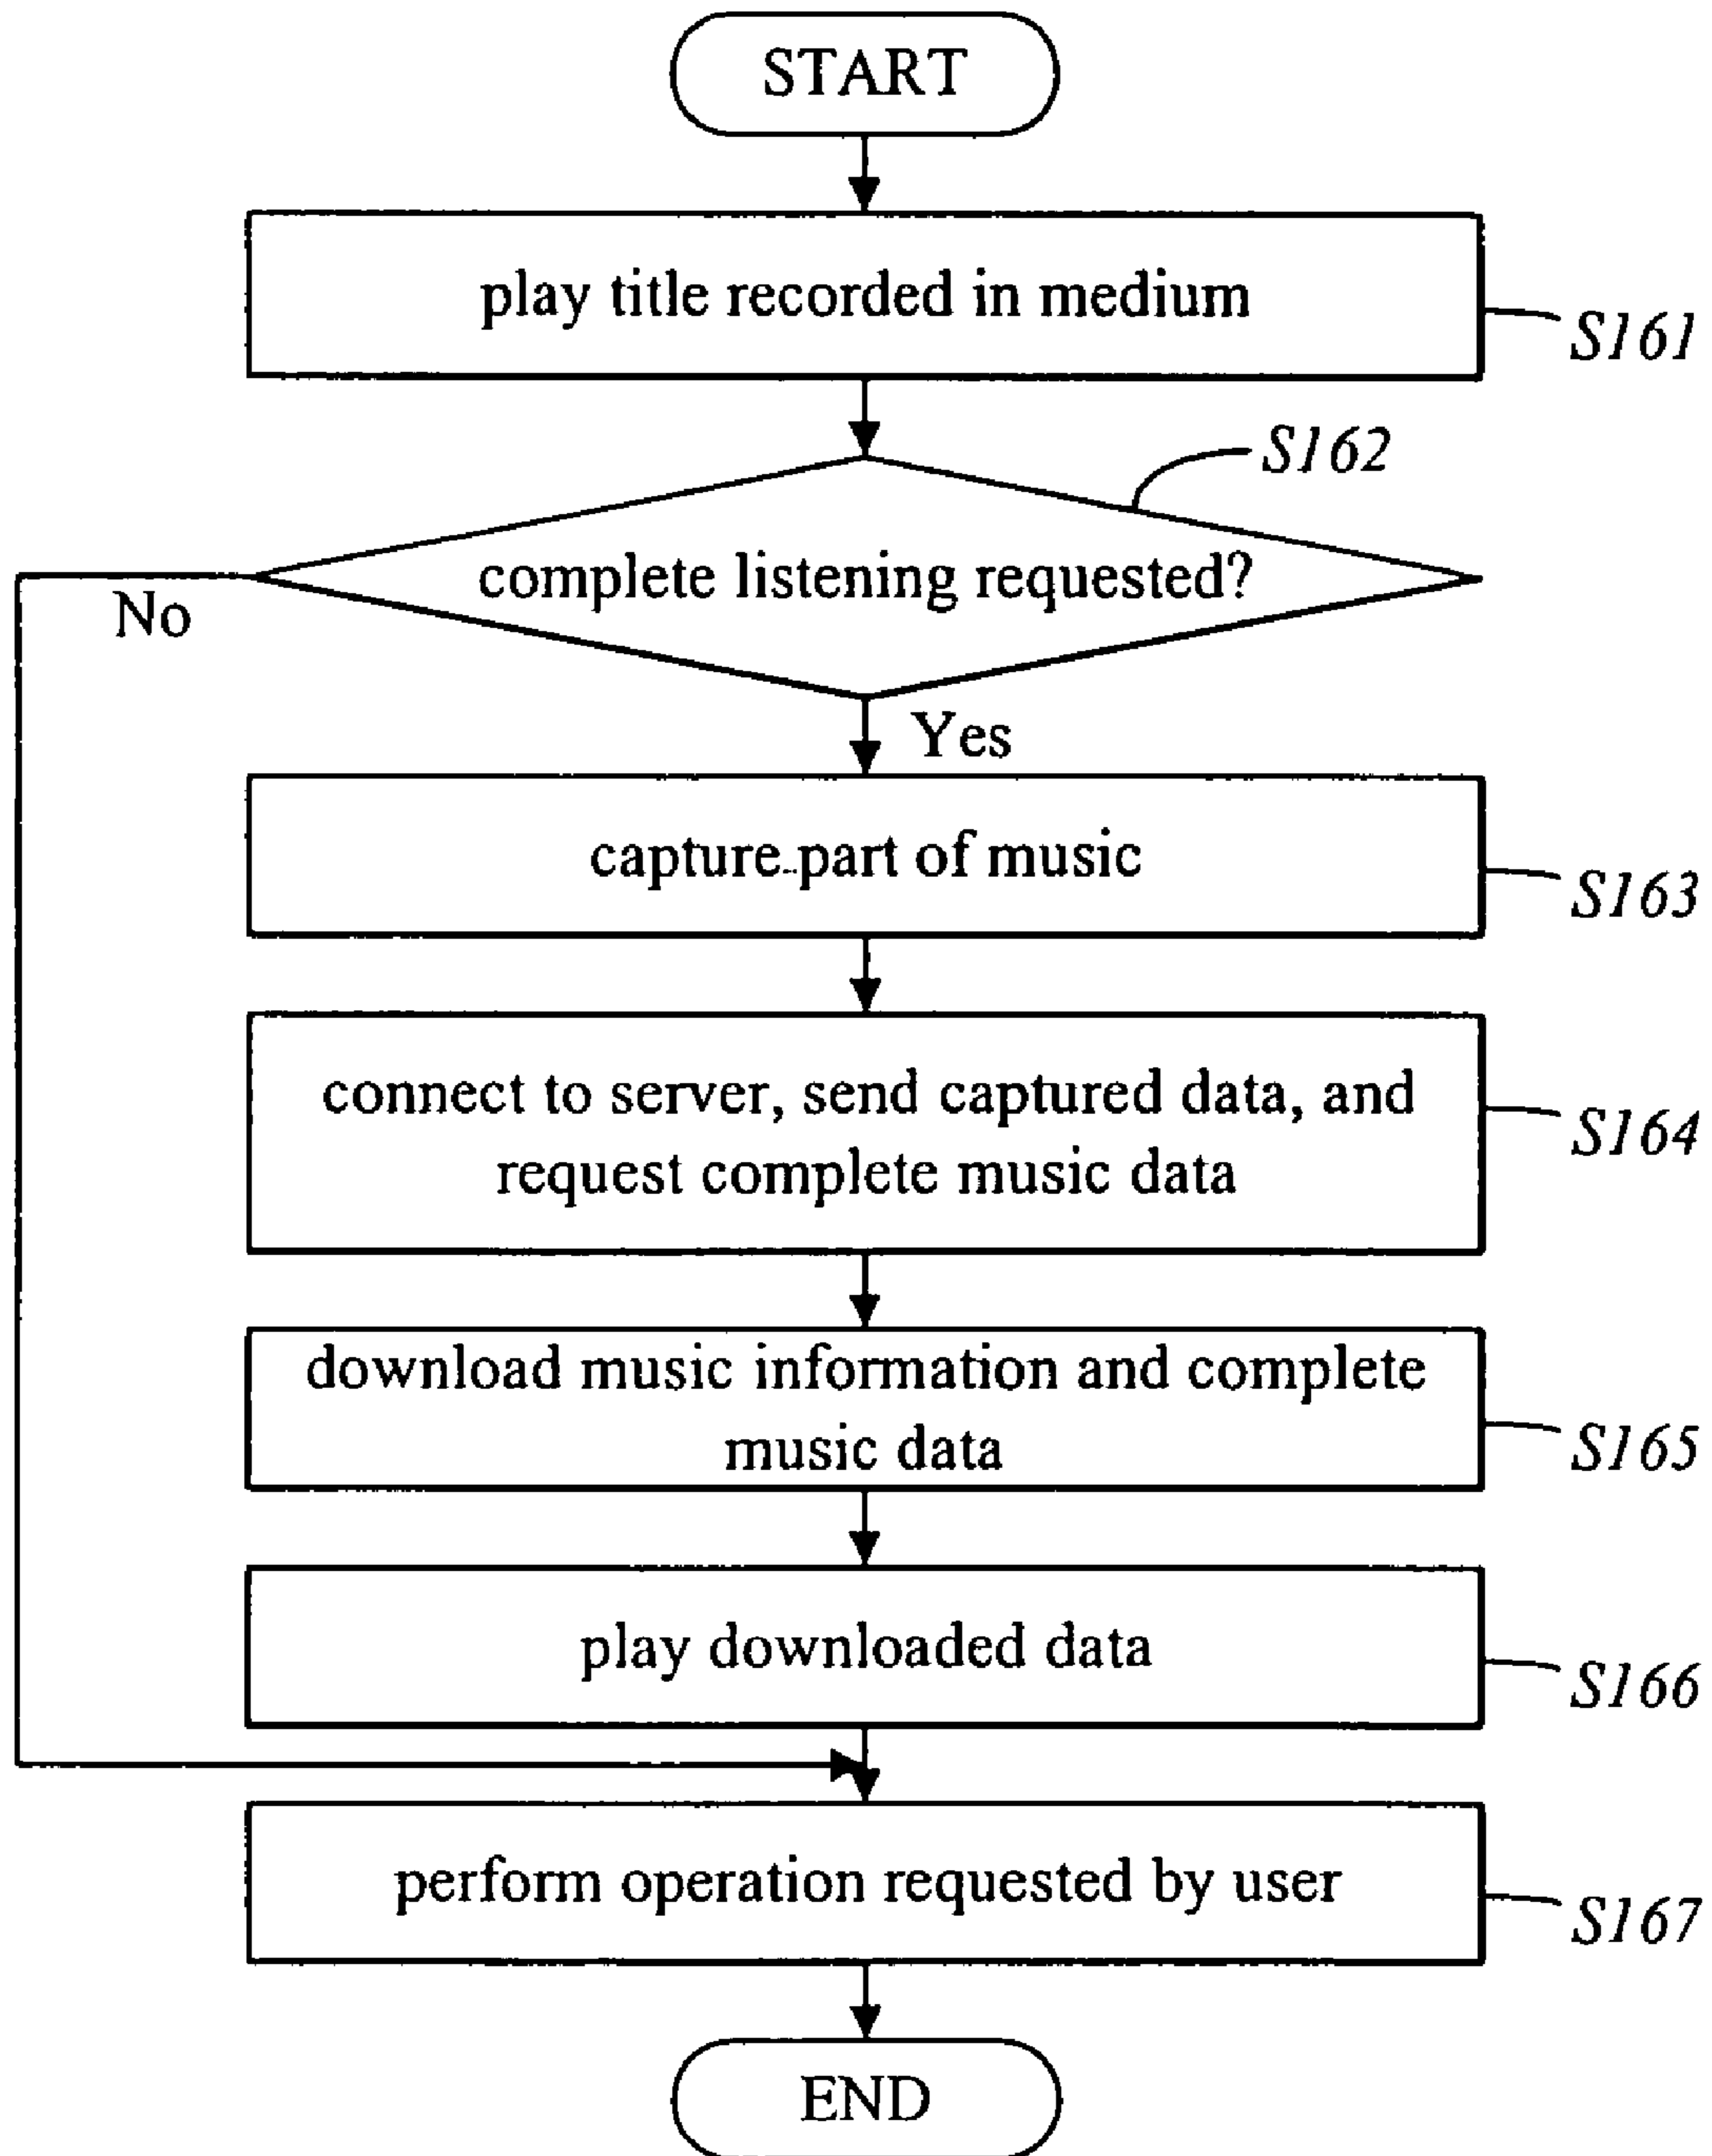 START
play title recorded in medium
S161
S162
complete listening requested?
No
Yes
capture part of music
S163
connect to server, send captured data, and
request complete music data
S164
download music information and complete
music data
S165
play downloaded data
S166
perform operation requested by user
S167
END